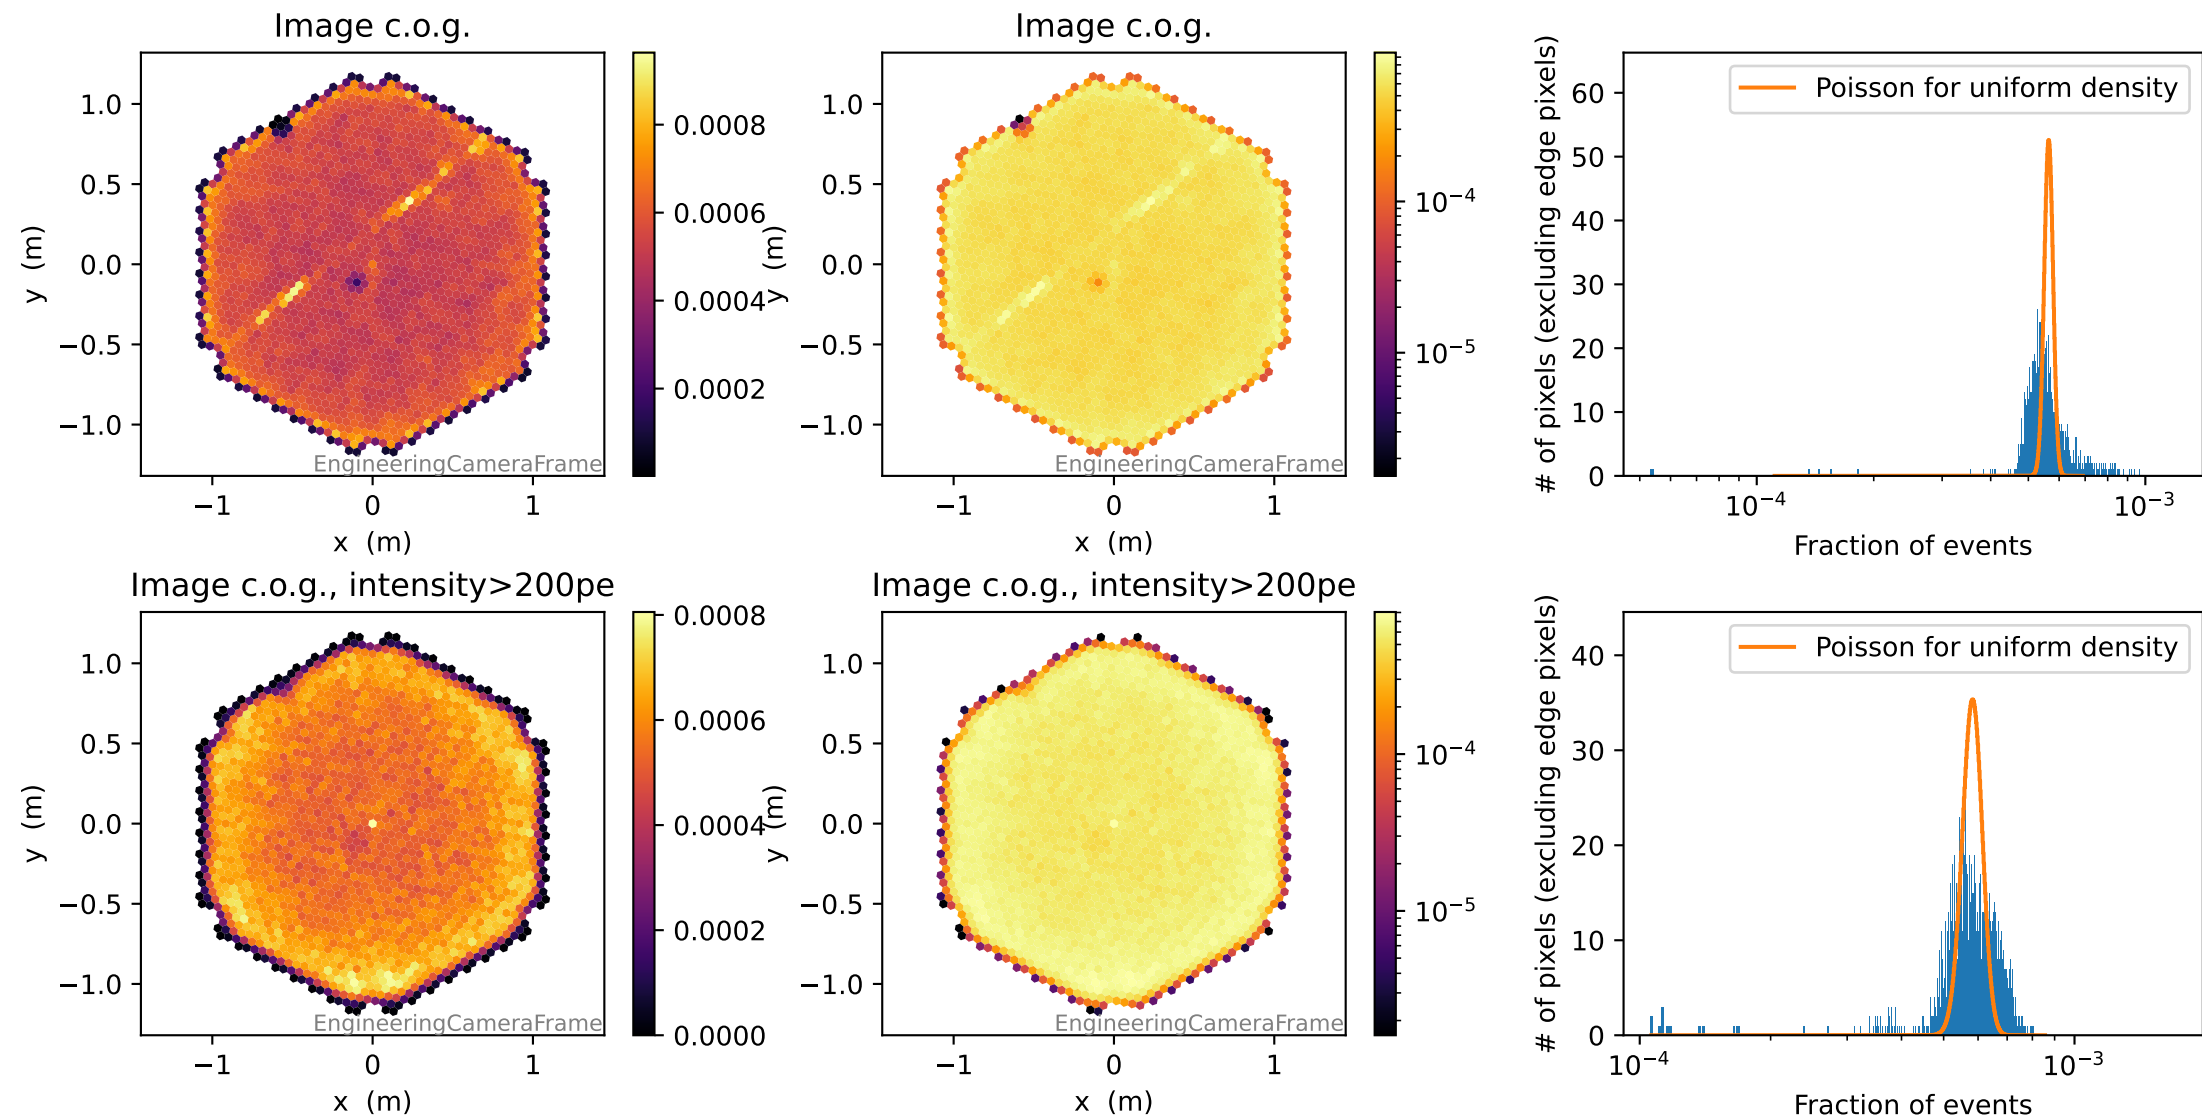 Image c.o.g.
y (m)
1.0
0.5
0.0
−0.5
−1.0
−1
0
1
x (m)
EngineeringCameraFrame
0.0008
0.0006
0.0004
0.0002
Image c.o.g.
y (m)
1.0
0.5
0.0
−0.5
−1.0
−1
0
1
x (m)
EngineeringCameraFrame
10−4
10−5
# of pixels (excluding edge pixels)
60
50
40
30
20
10
0
Poisson for uniform density
10−4
10−3
Fraction of events
Image c.o.g., intensity>200pe
y (m)
1.0
0.5
0.0
−0.5
−1.0
−1
0
1
x (m)
EngineeringCameraFrame
0.0008
0.0006
0.0004
0.0002
0.0000
Image c.o.g., intensity>200pe
y (m)
1.0
0.5
0.0
−0.5
−1.0
−1
0
1
x (m)
EngineeringCameraFrame
10−4
10−5
# of pixels (excluding edge pixels)
40
30
20
10
0
Poisson for uniform density
10−4
10−3
Fraction of events